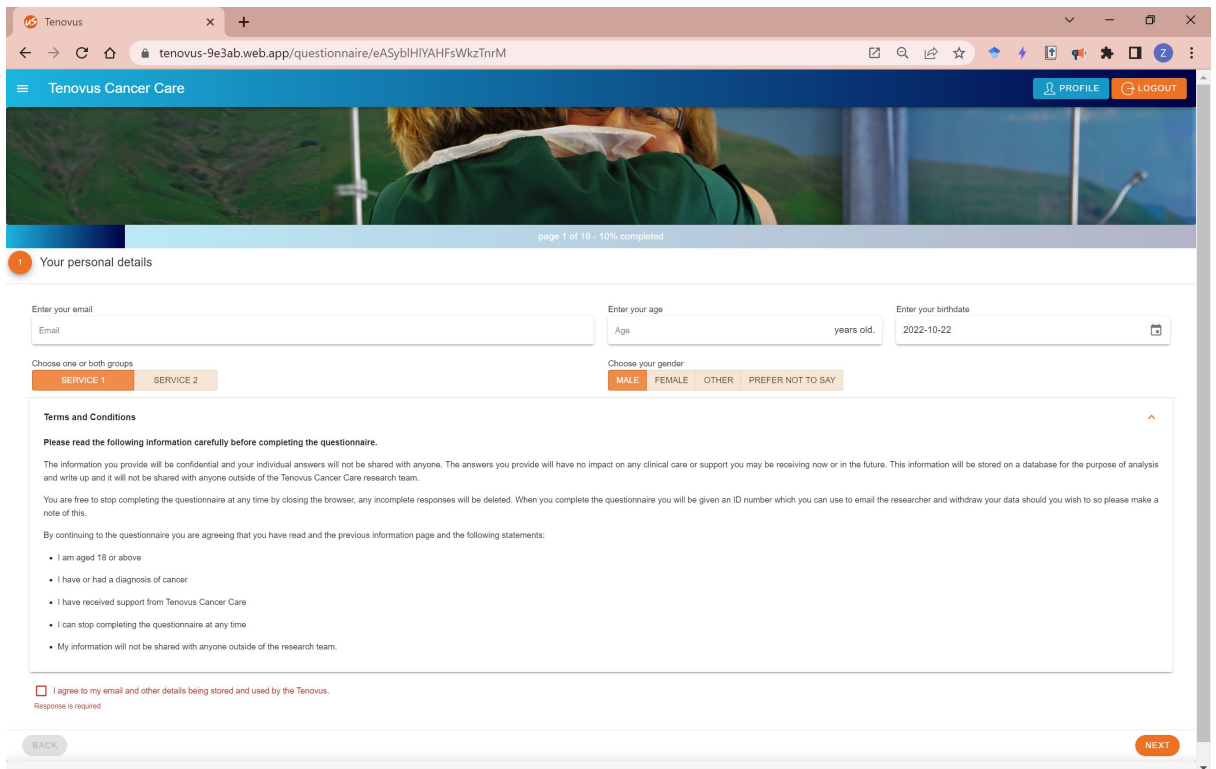 Tenovus
tenovus-9e3ab.web.app/questionnaire/eASyblHlYAHFsWkzTnrM
Z
Tenovus Cancer Care
PROFILE
LOGOUT
page 1 of 19 - 10% completed
1 Your personal details
Enter your email
Enter your age
Enter your birthdate
Email
Age
years old.
2022-10-22
Choose one or both groups
Choose your gender
SERVICE 1
SERVICE 2
MALE
FEMALE
OTHER
PREFER NOT TO SAY
Terms and Conditions
Please read the following information carefully before completing the questionnaire.
The information you provide will be confidential and your individual answers will not be shared with anyone. The answers you provide will have no impact on any clinical care or support you may be receiving now or in the future. This information will be stored on a database for the purpose of analysis
and write up and it will not be shared with anyone outside of the Tenovus Cancer Care research team.
You are free to stop completing the questionnaire at any time by closing the browser, any incomplete responses will be deleted. When you complete the questionnaire you will be given an ID number which you can use to email the researcher and withdraw your data should you wish to so please make a
note of this.
By continuing to the questionnaire you are agreeing that you have read and the previous information page and the following statements:
• I am aged 18 or above
• I have or had a diagnosis of cancer
• I have received support from Tenovus Cancer Care
• I can stop completing the questionnaire at any time
• My information will not be shared with anyone outside of the research team.
I agree to my email and other details being stored and used by the Tenovus.
Response is required
BACK
NEXT